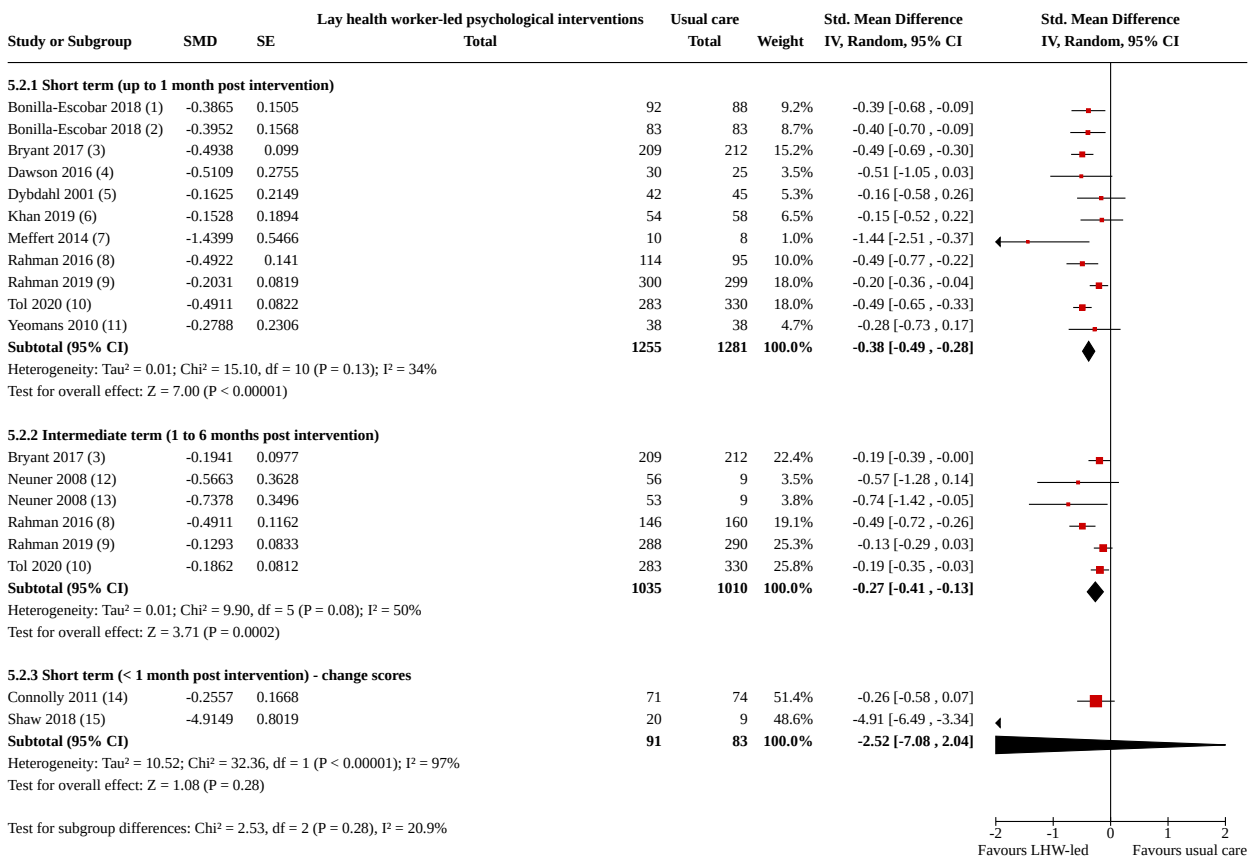 Lay health worker-led psychological interventions Usual care Std. Mean Difference Std. Mean Difference
Study or Subgroup SMD SE Total Total Weight IV, Random, 95% CI IV, Random, 95% CI
5.2.1 Short term (up to 1 month post intervention)
Bonilla-Escobar 2018 (1) -0.3865 0.1505 92 88 9.2% -0.39 [-0.68 , -0.09]
Bonilla-Escobar 2018 (2) -0.3952 0.1568 83 83 8.7% -0.40 [-0.70 , -0.09]
Bryant 2017 (3) -0.4938 0.099 209 212 15.2% -0.49 [-0.69 , -0.30]
Dawson 2016 (4) -0.5109 0.2755 30 25 3.5% -0.51 [-1.05 , 0.03]
Dybdahl 2001 (5) -0.1625 0.2149 42 45 5.3% -0.16 [-0.58 , 0.26]
Khan 2019 (6) -0.1528 0.1894 54 58 6.5% -0.15 [-0.52 , 0.22]
Meffert 2014 (7) -1.4399 0.5466 10 8 1.0% -1.44 [-2.51 , -0.37]
Rahman 2016 (8) -0.4922 0.141 114 95 10.0% -0.49 [-0.77 , -0.22]
Rahman 2019 (9) -0.2031 0.0819 300 299 18.0% -0.20 [-0.36 , -0.04]
Tol 2020 (10) -0.4911 0.0822 283 330 18.0% -0.49 [-0.65 , -0.33]
Yeomans 2010 (11) -0.2788 0.2306 38 38 4.7% -0.28 [-0.73 , 0.17]
Subtotal (95% CI) 1255 1281 100.0% -0.38 [-0.49 , -0.28]
Heterogeneity: Tau² = 0.01; Chi² = 15.10, df = 10 (P = 0.13); I² = 34%
Test for overall effect: Z = 7.00 (P < 0.00001)
5.2.2 Intermediate term (1 to 6 months post intervention)
Bryant 2017 (3) -0.1941 0.0977 209 212 22.4% -0.19 [-0.39 , -0.00]
Neuner 2008 (12) -0.5663 0.3628 56 9 3.5% -0.57 [-1.28 , 0.14]
Neuner 2008 (13) -0.7378 0.3496 53 9 3.8% -0.74 [-1.42 , -0.05]
Rahman 2016 (8) -0.4911 0.1162 146 160 19.1% -0.49 [-0.72 , -0.26]
Rahman 2019 (9) -0.1293 0.0833 288 290 25.3% -0.13 [-0.29 , 0.03]
Tol 2020 (10) -0.1862 0.0812 283 330 25.8% -0.19 [-0.35 , -0.03]
Subtotal (95% CI) 1035 1010 100.0% -0.27 [-0.41 , -0.13]
Heterogeneity: Tau² = 0.01; Chi² = 9.90, df = 5 (P = 0.08); I² = 50%
Test for overall effect: Z = 3.71 (P = 0.0002)
5.2.3 Short term (< 1 month post intervention) - change scores
Connolly 2011 (14) -0.2557 0.1668 71 74 51.4% -0.26 [-0.58 , 0.07]
Shaw 2018 (15) -4.9149 0.8019 20 9 48.6% -4.91 [-6.49 , -3.34]
Subtotal (95% CI) 91 83 100.0% -2.52 [-7.08 , 2.04]
Heterogeneity: Tau² = 10.52; Chi² = 32.36, df = 1 (P < 0.00001); I² = 97%
Test for overall effect: Z = 1.08 (P = 0.28)
Test for subgroup differences: Chi² = 2.53, df = 2 (P = 0.28), I² = 20.9%
-2 -1 0 1 2
Favours LHW-led Favours usual care